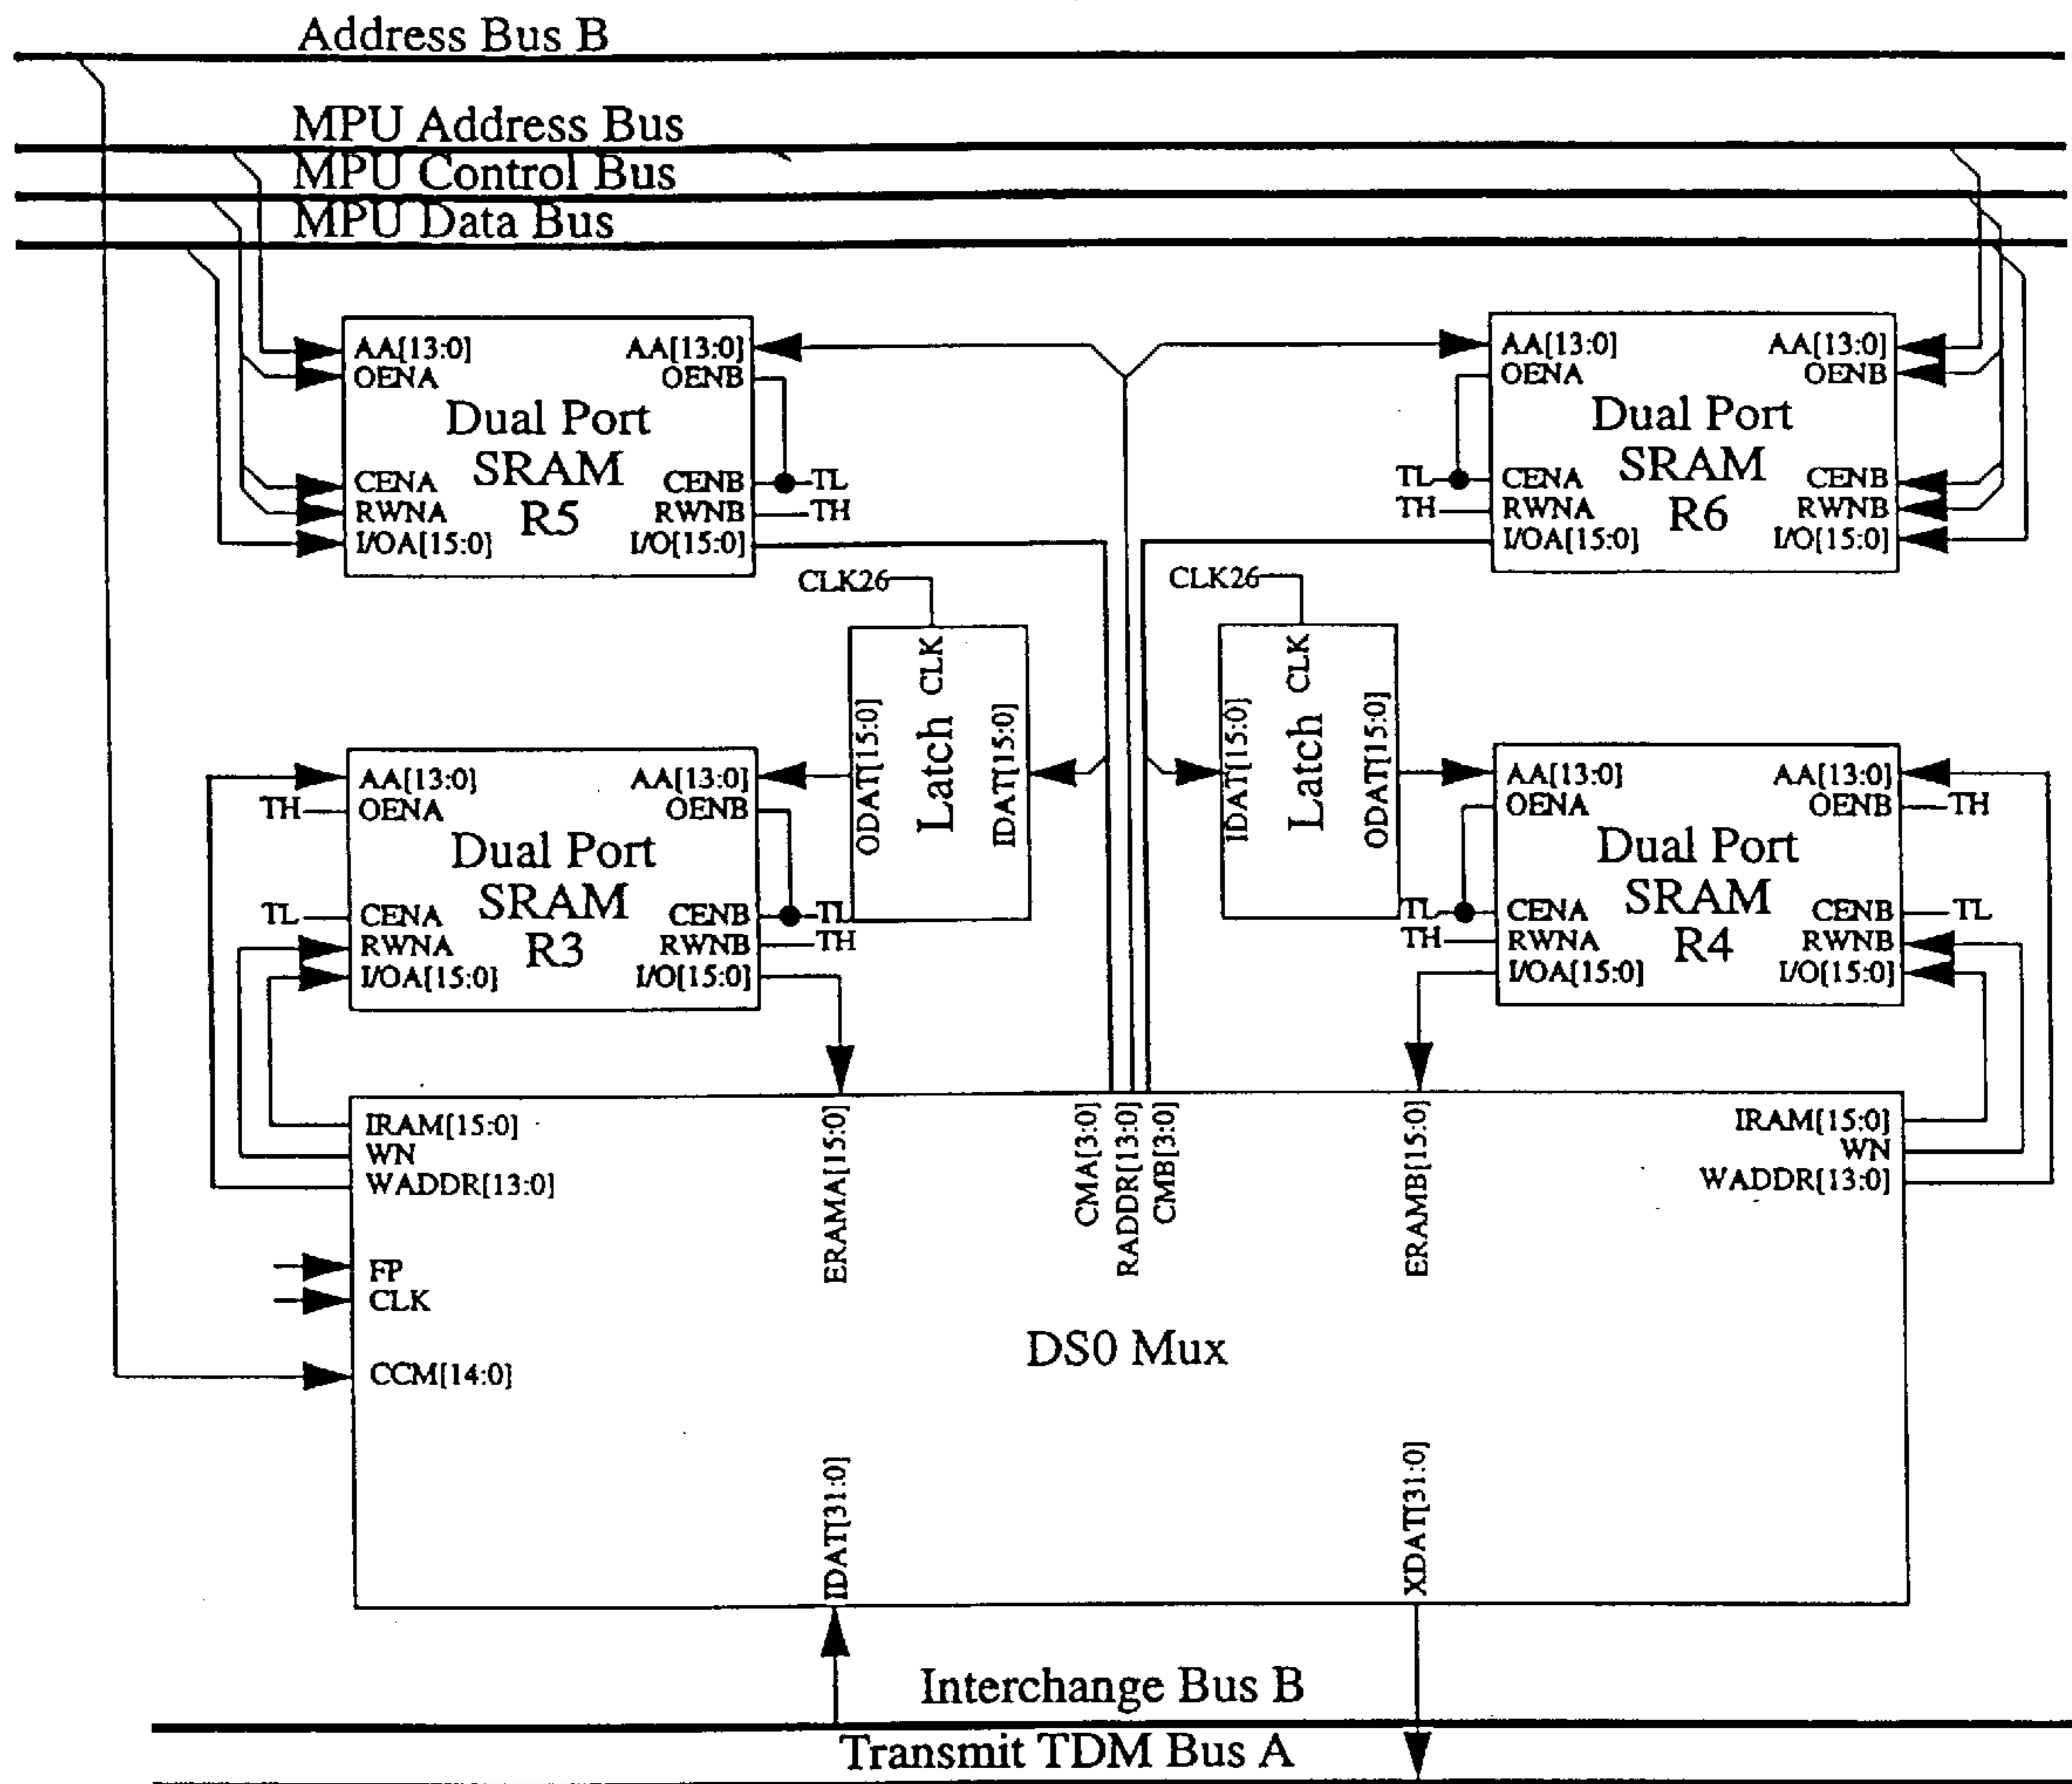 Address Bus B
MPU Address Bus
MPU Control Bus
MPU Data Bus
AA[13:0]
OENA
CENA
RWNA
I/OA[15:0]
Dual Port
SRAM
R5
AA[13:0]
OENB
CENB
RWNB
I/O[15:0]
TL
TH
AA[13:0]
OENA
TL
TH
CENA
RWNA
I/OA[15:0]
Dual Port
SRAM
R6
AA[13:0]
OENB
CENB
RWNB
I/O[15:0]
CLK26
CLK
Latch
ODAT[15:0]
IDAT[15:0]
CLK26
CLK
Latch
IDAT[15:0]
ODAT[15:0]
TH
TL
AA[13:0]
OENA
CENA
RWNA
I/OA[15:0]
Dual Port
SRAM
R3
AA[13:0]
OENB
CENB
RWNB
I/O[15:0]
TL
TH
TL
TH
AA[13:0]
OENA
CENA
RWNA
I/OA[15:0]
Dual Port
SRAM
R4
AA[13:0]
OENB
CENB
RWNB
I/O[15:0]
TH
TL
IRAM[15:0]
WN
WADDR[13:0]
FP
CLK
CCM[14:0]
ERAMA[15:0]
CMA[3:0]
RADDR[13:0]
CMB[3:0]
ERAMB[15:0]
IRAM[15:0]
WN
WADDR[13:0]
DS0 Mux
IDAT[31:0]
XDAT[31:0]
Interchange Bus B
Transmit TDM Bus A